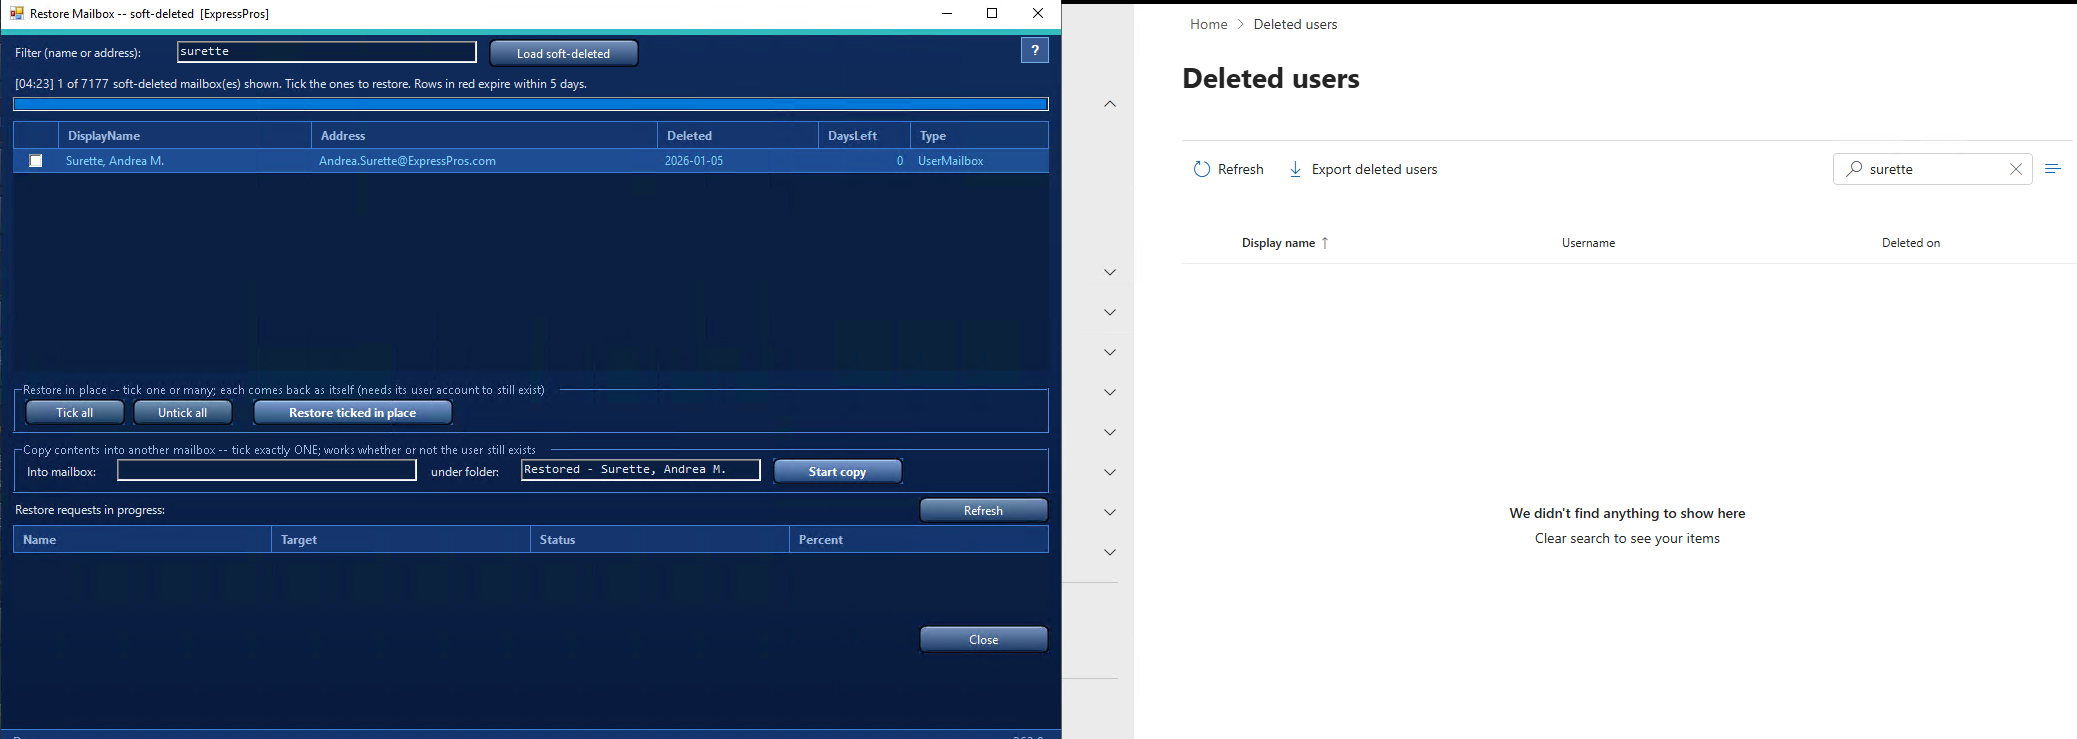 Restore Mailbox -- soft-deleted [ExpressPros]
Filter (name or address):
surette
Load soft-deleted
?
[04:23] 1 of 7177 soft-deleted mailbox(es) shown. Tick the ones to restore. Rows in red expire within 5 days.
DisplayName Address Deleted DaysLeft Type
Surette, Andrea M. Andrea.Surette@ExpressPros.com 2026-01-05 0 UserMailbox
Restore in place -- tick one or many; each comes back as itself (needs its user account to still exist)
Tick all
Untick all
Restore ticked in place
Copy contents into another mailbox -- tick exactly ONE; works whether or not the user still exists
Into mailbox:
under folder:
Restored - Surette, Andrea M.
Start copy
Restore requests in progress:
Refresh
Name Target Status Percent
Close
Home > Deleted users
Deleted users
Refresh
Export deleted users
surette
Display name ↑ Username Deleted on
We didn't find anything to show here
Clear search to see your items